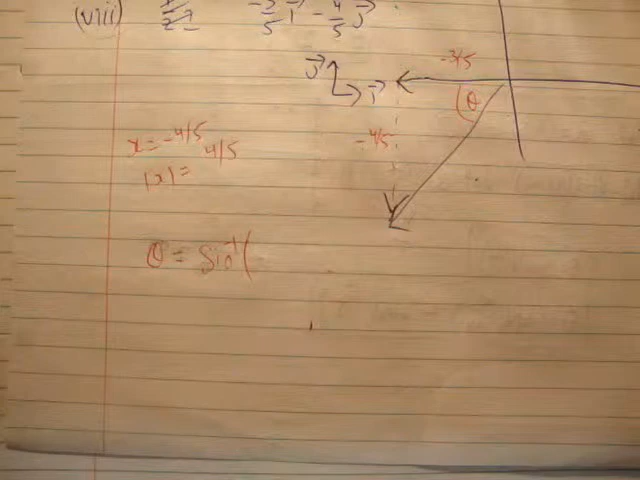 (viii) -3/5 i⃗ - 4/5 j⃗
-3/5
j⃗
i⃗
θ
x = -4/5
-4/5
|x| = 4/5
θ = Sin⁻¹(